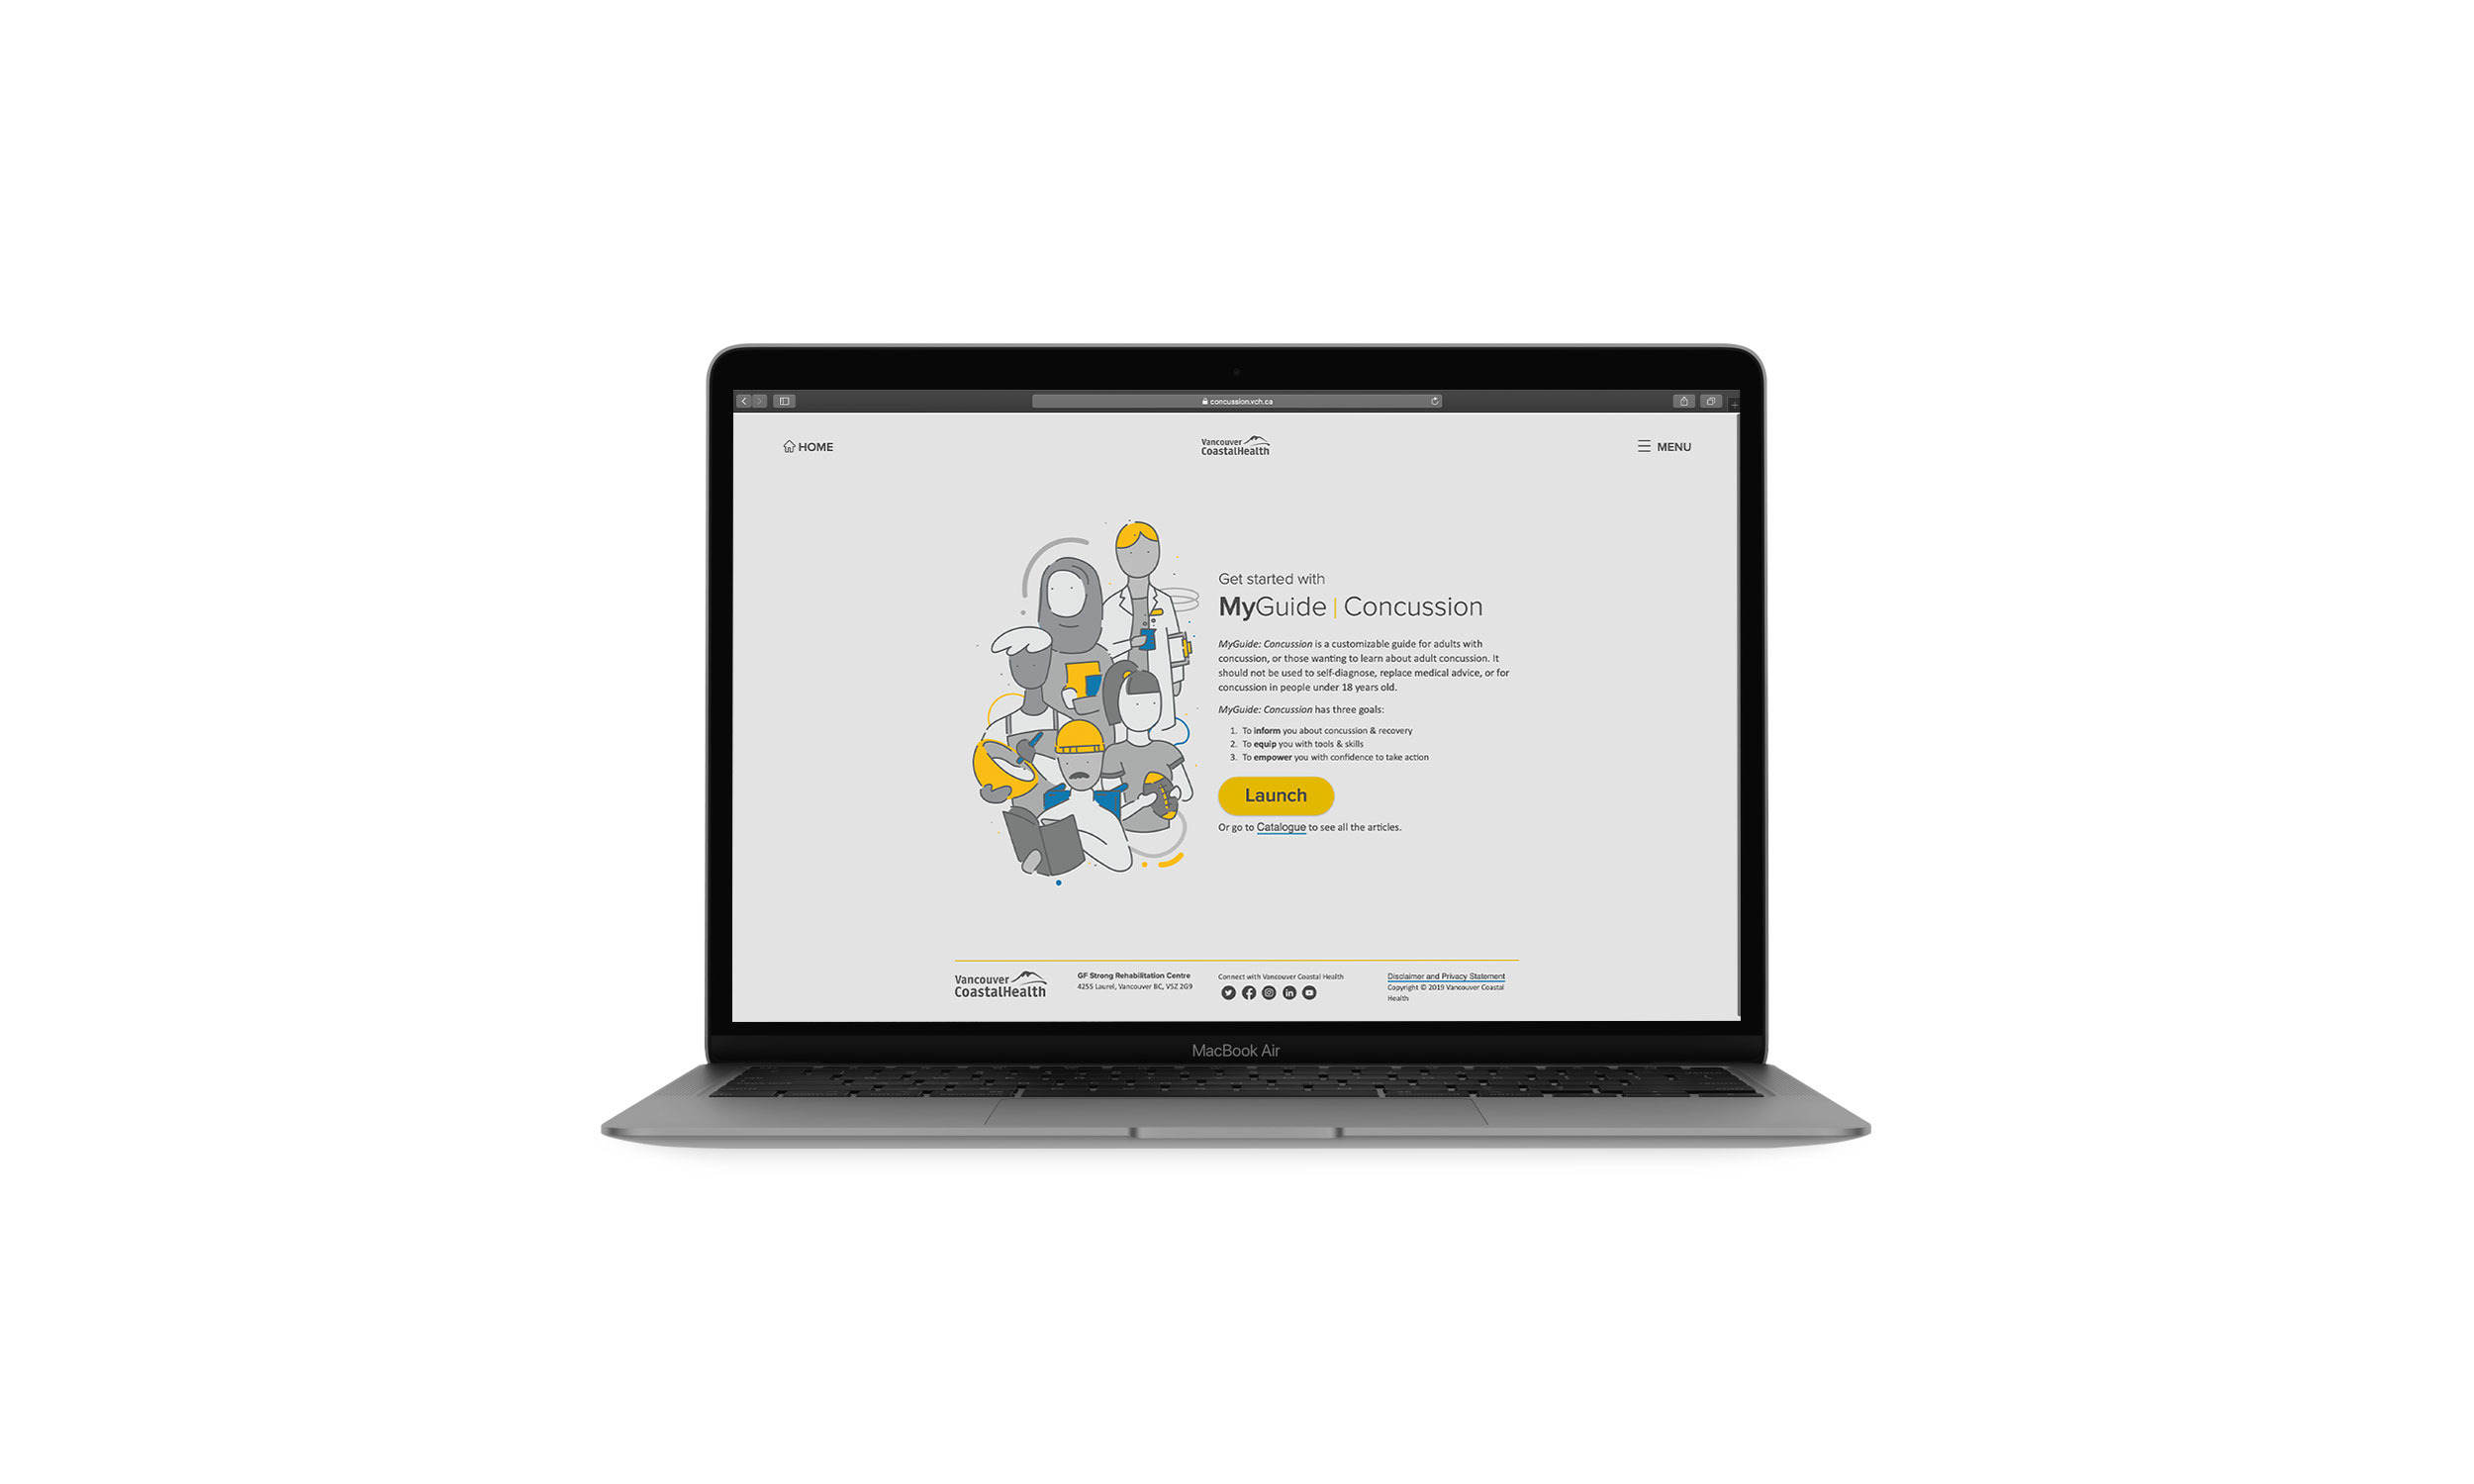 concussion.vch.ca
HOME
Vancouver
CoastalHealth
MENU
Get started with
MyGuide | Concussion
MyGuide: Concussion is a customizable guide for adults with
concussion, or those wanting to learn about adult concussion. It
should not be used to self-diagnose, replace medical advice, or for
concussion in people under 18 years old.
MyGuide: Concussion has three goals:
1. To inform you about concussion & recovery
2. To equip you with tools & skills
3. To empower you with confidence to take action
Launch
Or go to Catalogue to see all the articles.
Vancouver
CoastalHealth
GF Strong Rehabilitation Centre
4255 Laurel, Vancouver BC, V5Z 2G9
Connect with Vancouver Coastal Health
Disclaimer and Privacy Statement
Copyright © 2019 Vancouver Coastal
Health
MacBook Air